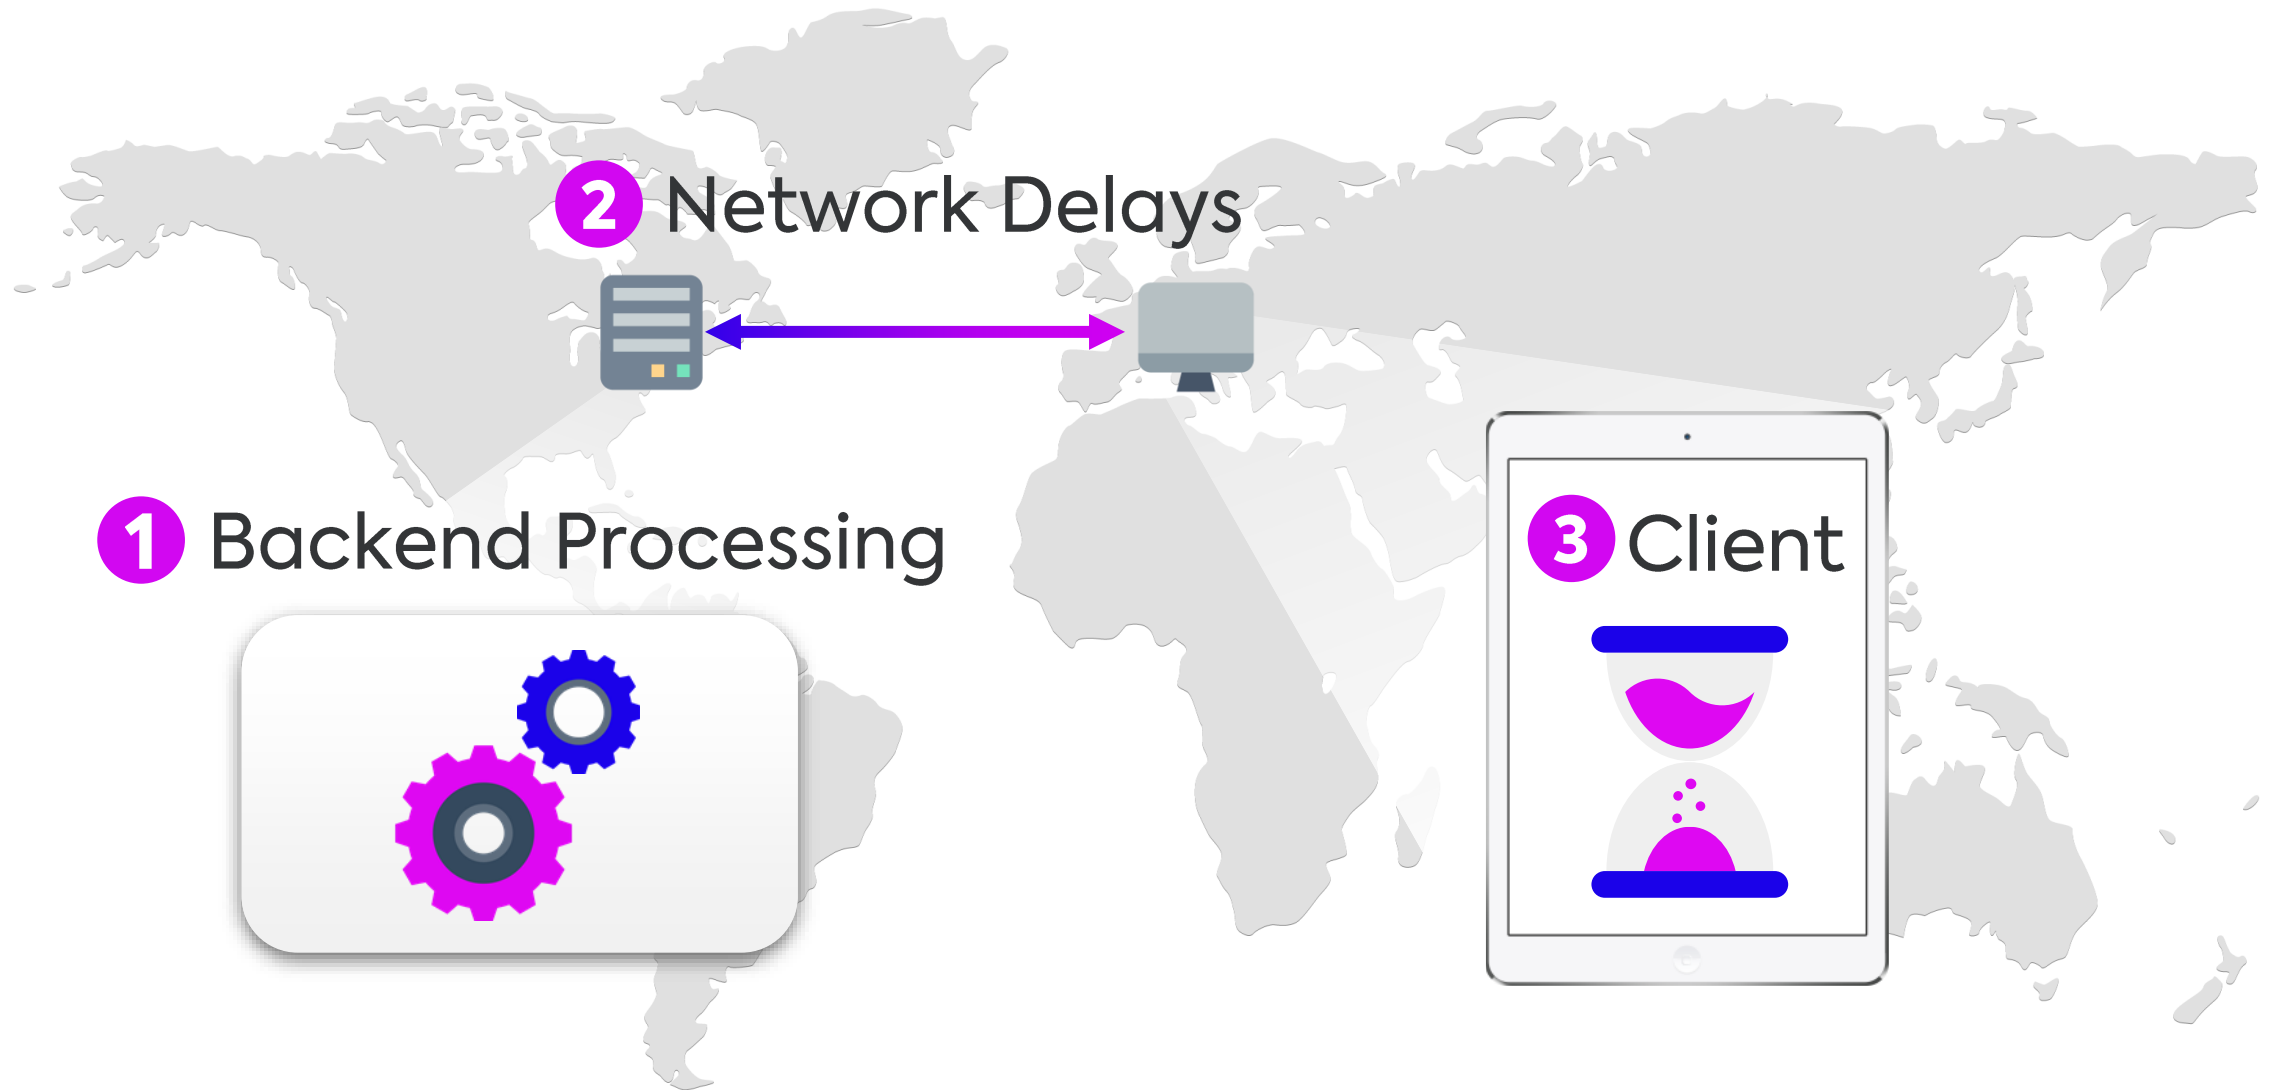 2 Network Delays
1 Backend Processing
3 Client